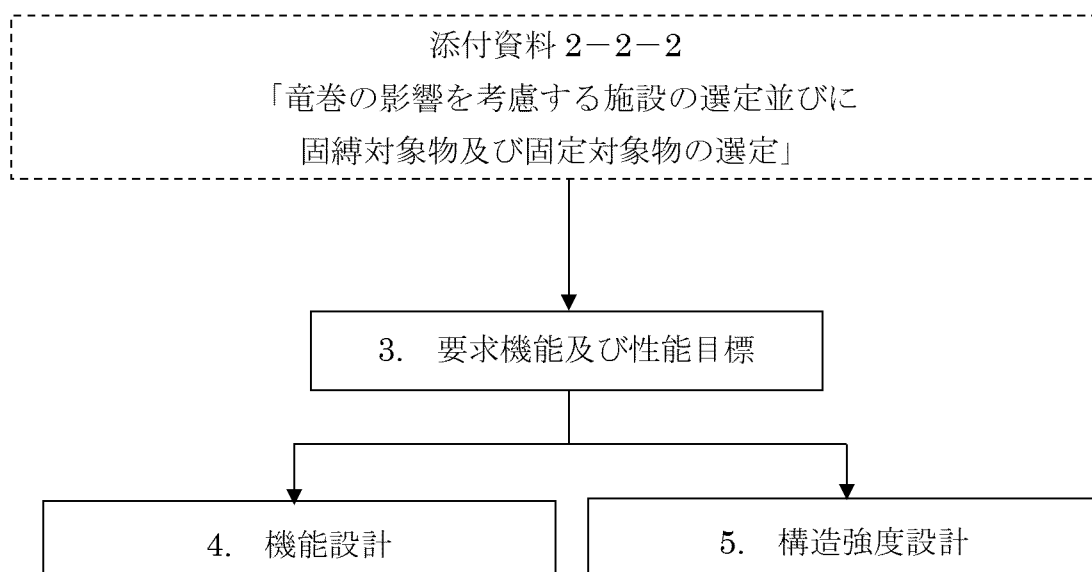 添付資料 2－2－2
「竜巻の影響を考慮する施設の選定並びに
固縛対象物及び固定対象物の選定」
3.　要求機能及び性能目標
4.　機能設計
5.　構造強度設計